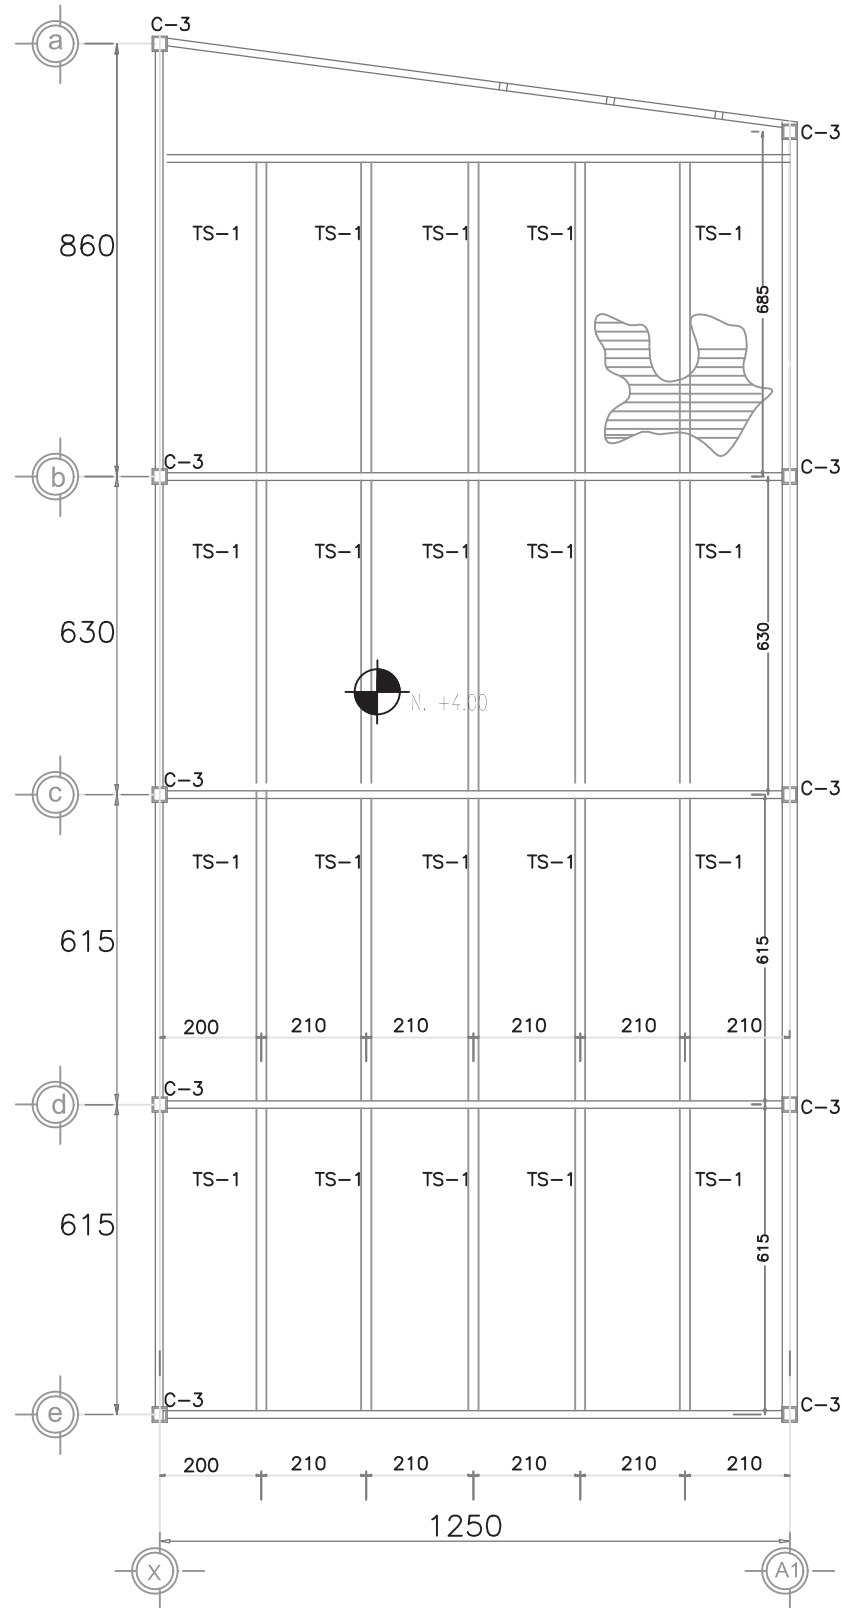 C-3
a
C-3
TS-1 TS-1 TS-1 TS-1 TS-1
860
685
C-3
C-3
b
TS-1 TS-1 TS-1 TS-1 TS-1
630
630
N. +4.00
C-3
C-3
c
TS-1 TS-1 TS-1 TS-1 TS-1
615
615
200 210 210 210 210 210
C-3
d
C-3
TS-1 TS-1 TS-1 TS-1 TS-1
615
615
C-3
C-3
e
200 210 210 210 210 210
1250
X
A1